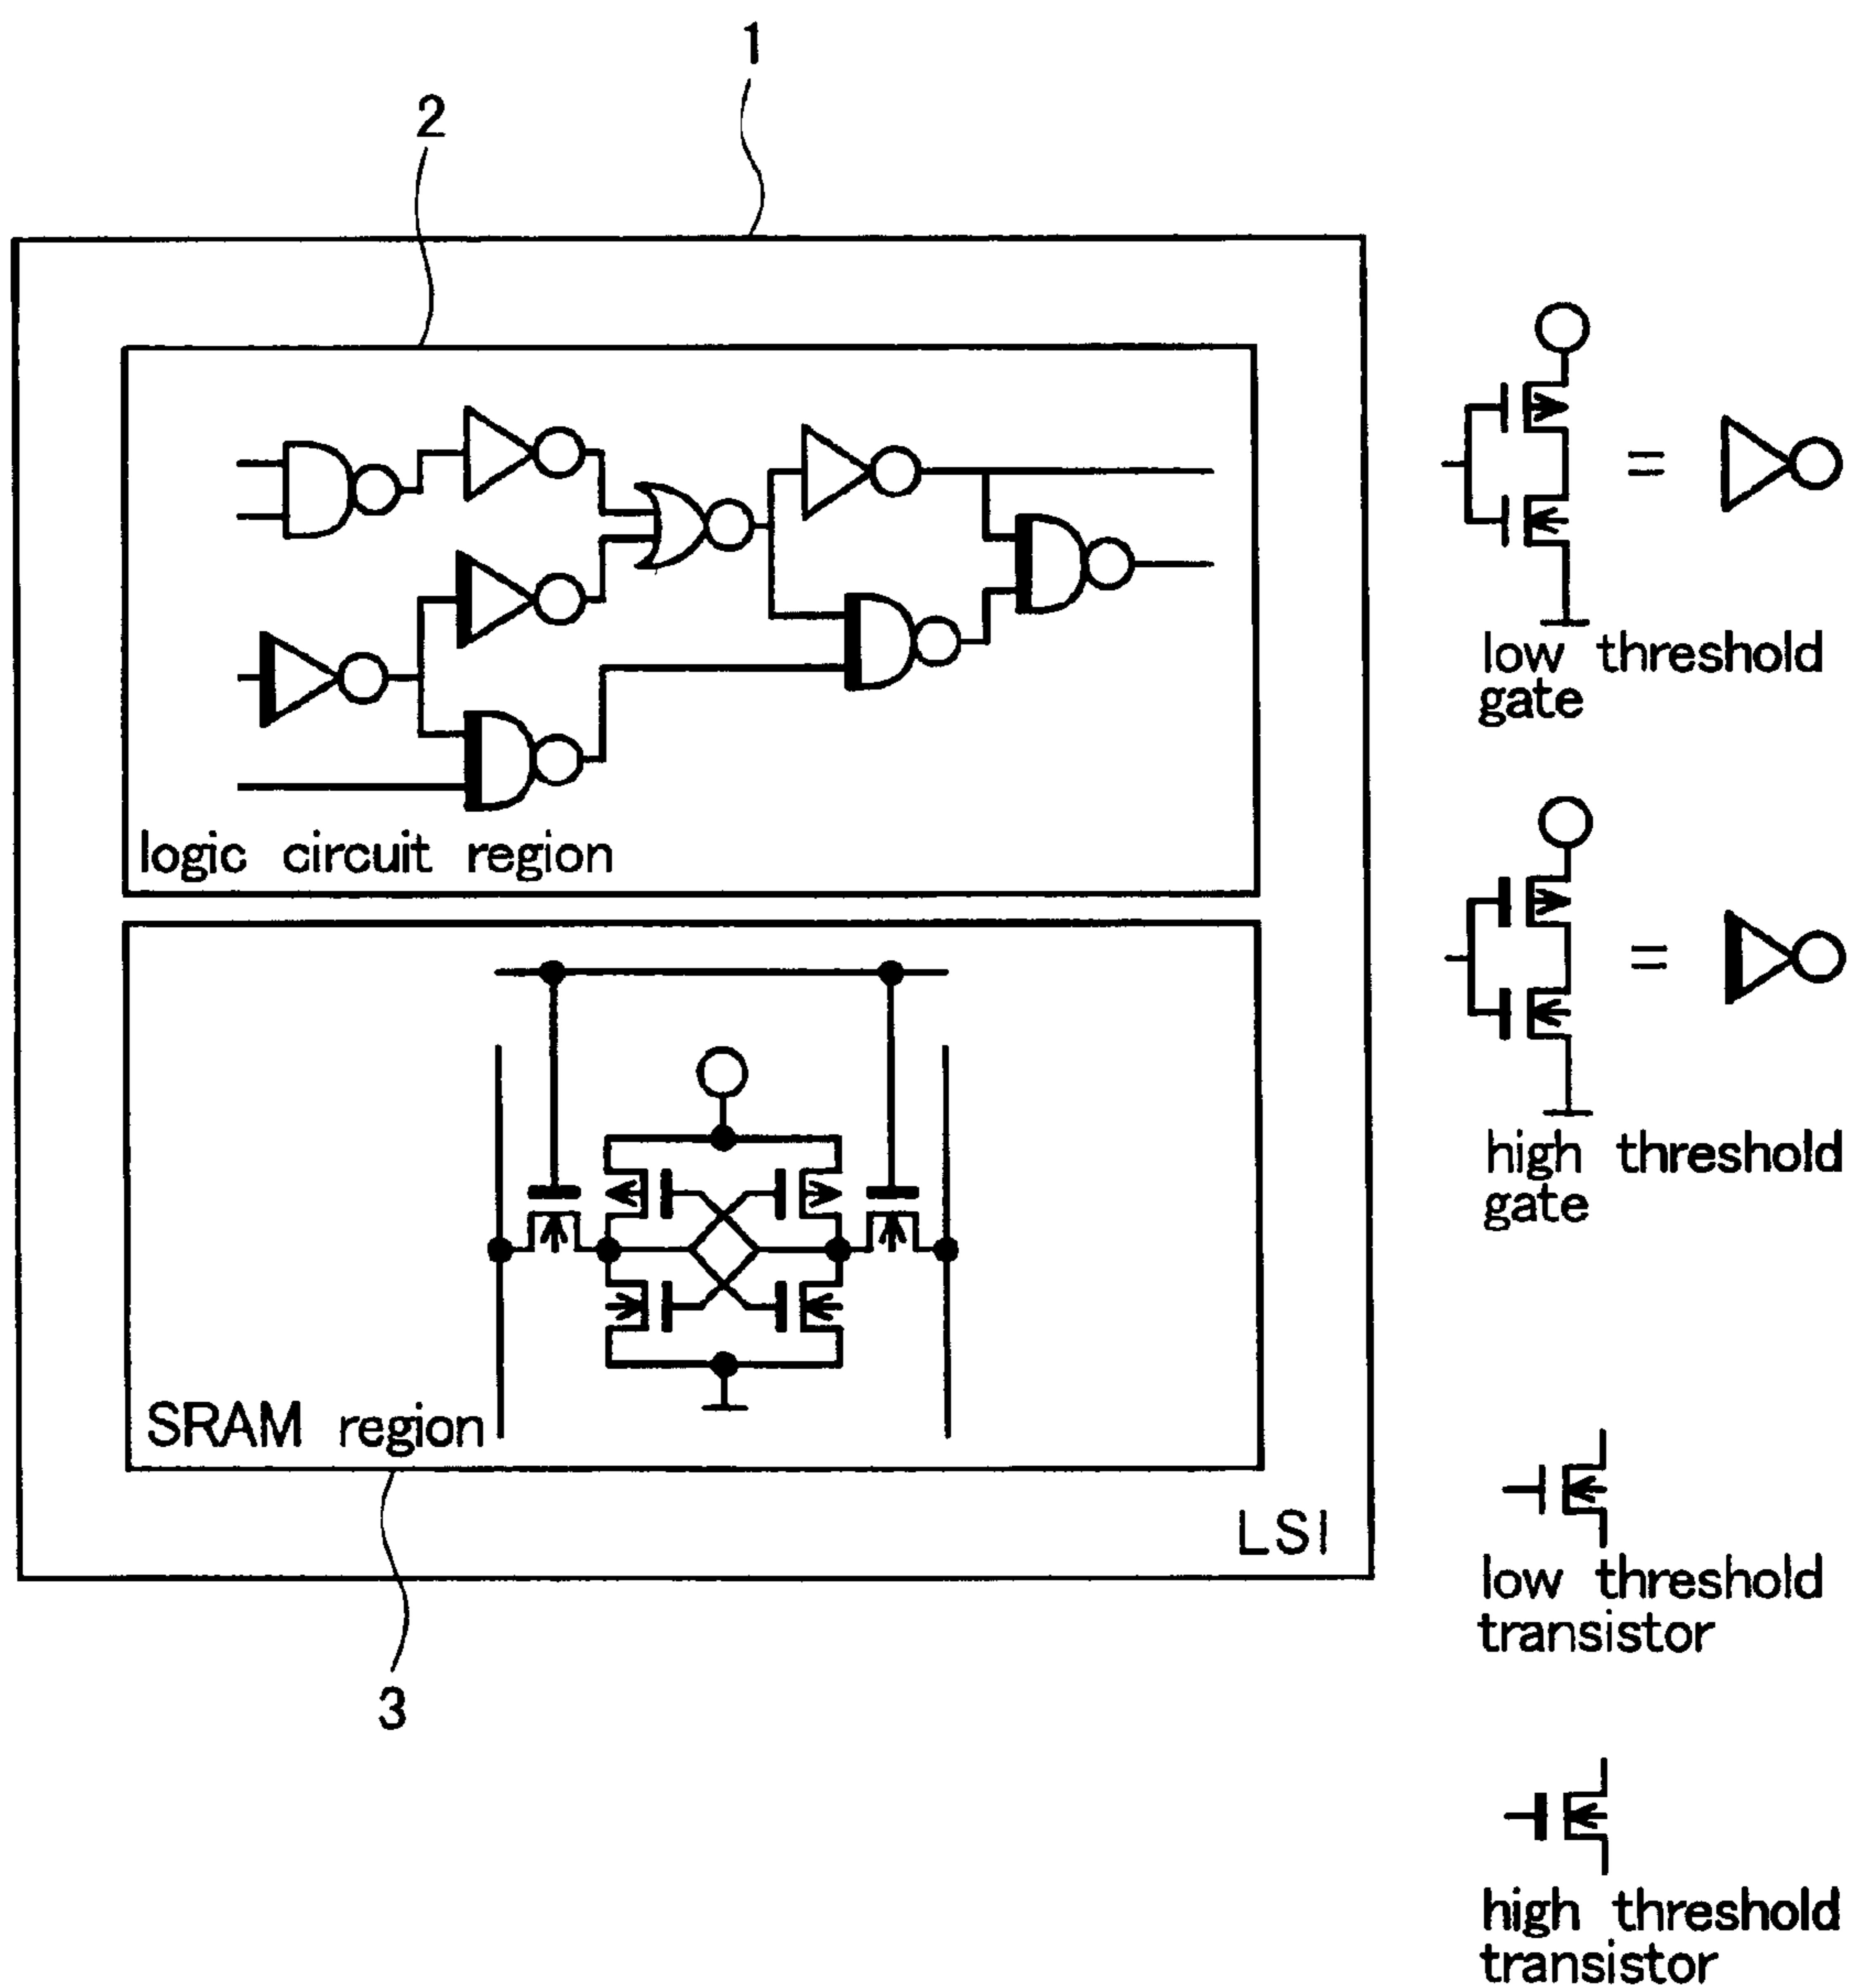 1
2
logic circuit region
SRAM region
LSI
3
=
low threshold
gate
=
high threshold
gate
low threshold
transistor
high threshold
transistor